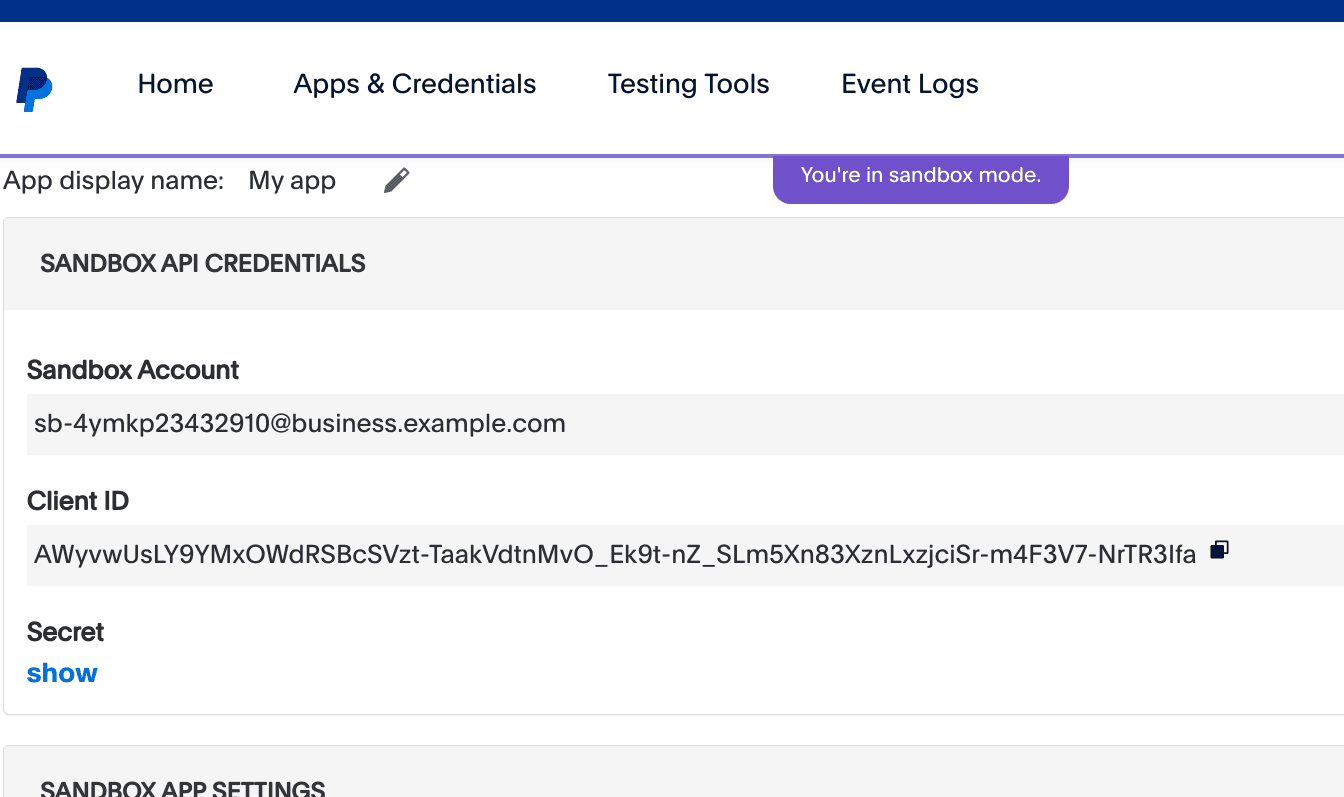 Home Apps & Credentials Testing Tools Event Logs
App display name: My app
You're in sandbox mode.
SANDBOX API CREDENTIALS
Sandbox Account
sb-4ymkp23432910@business.example.com
Client ID
AWyvwUsLY9YMxOWdRSBcSVzt-TaakVdtnMvO_Ek9t-nZ_SLm5Xn83XznLxzjciSr-m4F3V7-NrTR3Ifa
Secret
show
SANDBOX APP SETTINGS